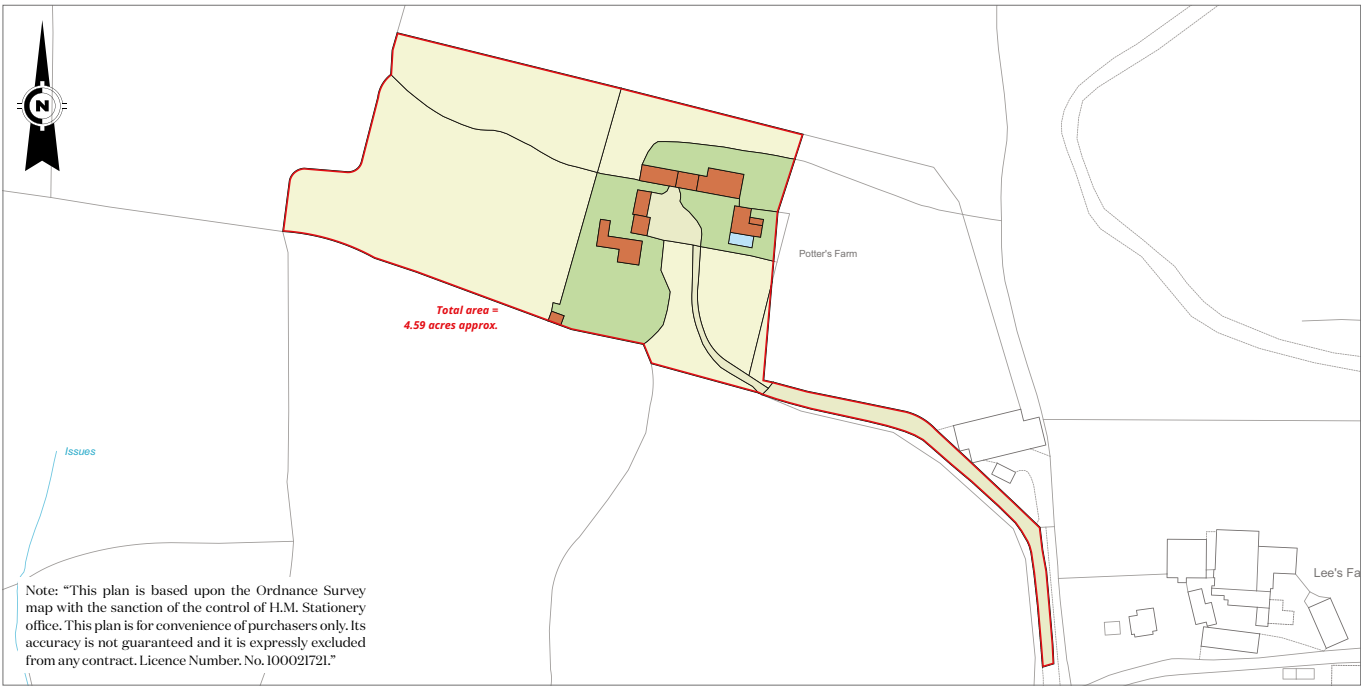 N
Potter's Farm
Total area =
4.59 acres approx.
Issues
Lee's Fa
Note: “This plan is based upon the Ordnance Survey
map with the sanction of the control of H.M. Stationery
office. This plan is for convenience of purchasers only. Its
accuracy is not guaranteed and it is expressly excluded
from any contract. Licence Number. No. 100021721.”